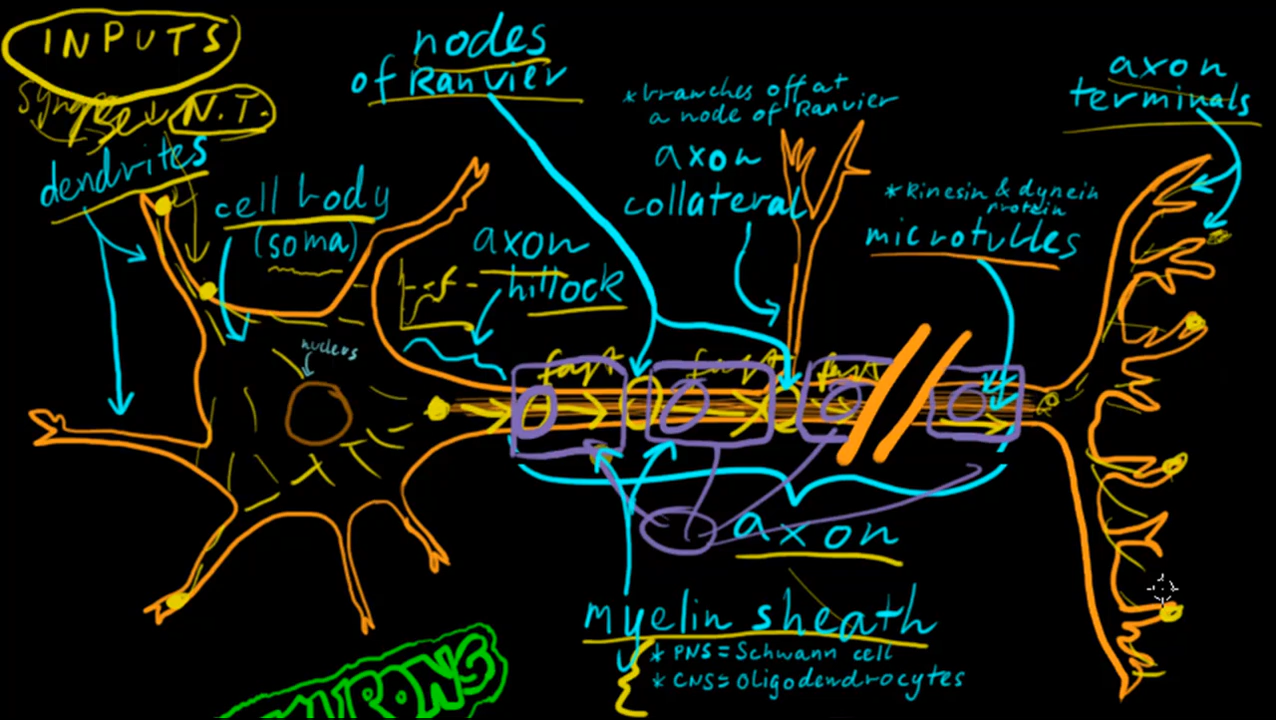 INPUTS
synapse
N.T.
dendrites
cell body
(soma)
nucleus
axon
hillock
nodes
of Ranvier
*branches off at
a node of Ranvier
axon
collateral
*Kinesin & dynein
protein
microtubles
axon
terminals
fast
fast
fast
axon
myelin sheath
* PNS = Schwann cell
* CNS = Oligodendrocytes